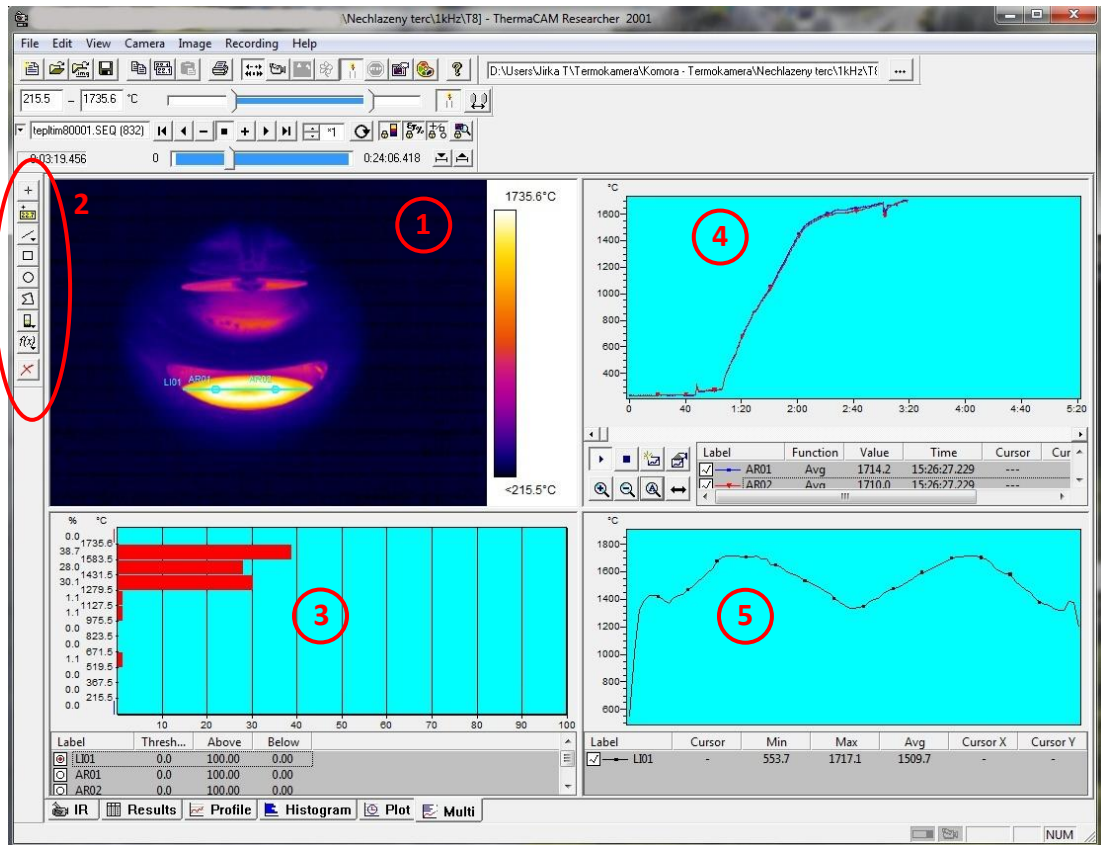 \Nechlazeny terc\1kHz\T8] - ThermaCAM Researcher 2001
File Edit View Camera Image Recording Help
D:\Users\Jirka T\Termokamera\Komora - Termokamera\Nechlazeny terc\1kHz\T8
215.5 – 1735.6 °C
tepltim80001.SEQ (832) *1
0:03:19.456 0 0:24:06.418
2
1
1735.6°C
LI01 AR01 AR02
<215.5°C
f(x)
°C
1600
1400
1200
1000
800
600
400
4
0 40 1:20 2:00 2:40 3:20 4:00 4:40 5:20
Label Function Value Time Cursor Cur
AR01 Avg 1714.2 15:26:27.229 ---
AR02 Avg 1710.0 15:26:27.229 ---
% °C
0.0
1735.6
38.7
1583.5
28.0
1431.5
30.1
1279.5
1.1
1127.5
1.1
975.5
0.0
823.5
0.0
671.5
1.1
519.5
0.0
367.5
0.0
215.5
0.0
3
10 20 30 40 50 60 70 80 90 100
Label Thresh... Above Below
LI01 0.0 100.00 0.00
AR01 0.0 100.00 0.00
AR02 0.0 100.00 0.00
°C
1800
1600
1400
1200
1000
800
600
5
Label Cursor Min Max Avg Cursor X Cursor Y
LI01 - 553.7 1717.1 1509.7 - -
IR Results Profile Histogram Plot Multi
NUM